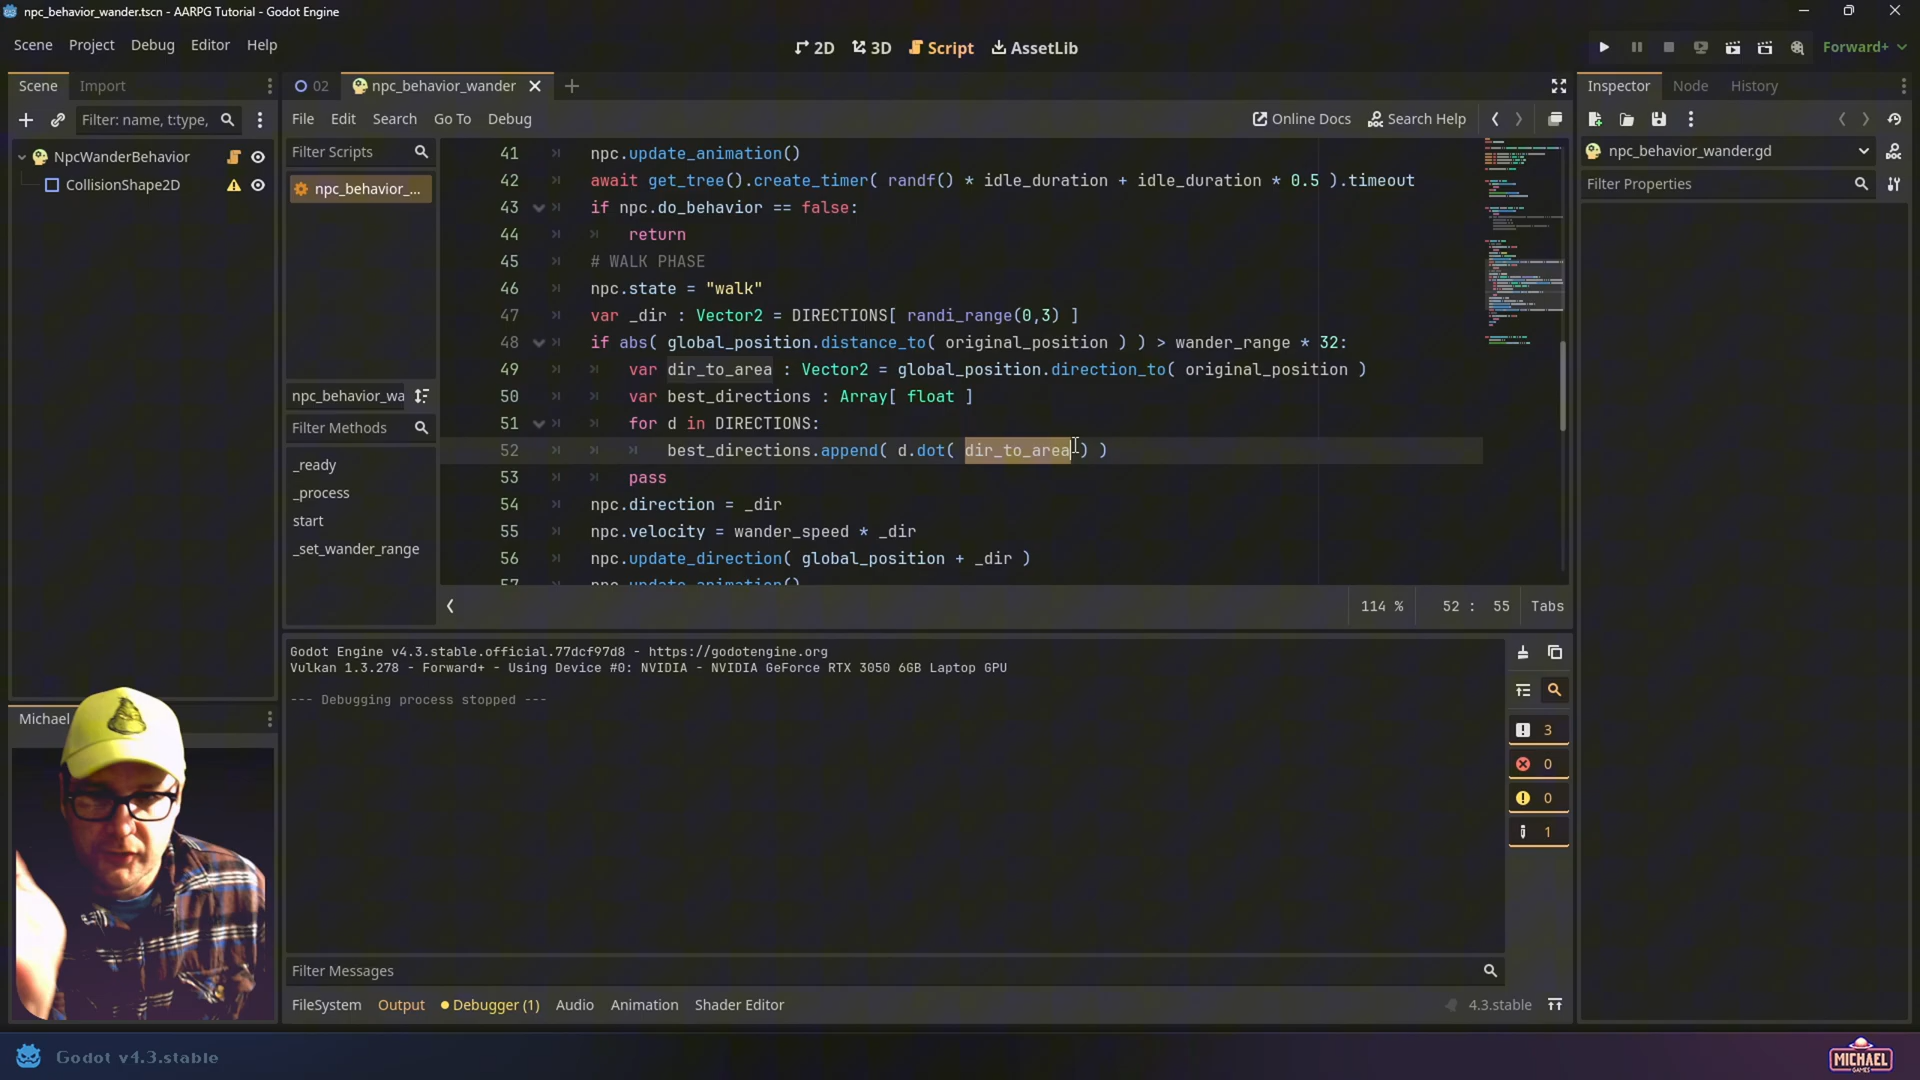 npc_behavior_wander.tscn - AARPG Tutorial - Godot Engine
Scene Project Debug Editor Help
2D 3D Script AssetLib
Forward+
Scene Import
02 npc_behavior_wander
Inspector Node History
Filter: name, t:type,
File Edit Search Go To Debug
Online Docs Search Help
NpcWanderBehavior
CollisionShape2D
Filter Scripts
npc_behavior_...
npc_behavior_wa
Filter Methods
_ready
_process
start
_set_wander_range
npc_behavior_wander.gd
Filter Properties
41 npc.update_animation()
42 await get_tree().create_timer( randf() * idle_duration + idle_duration * 0.5 ).timeout
43 if npc.do_behavior == false:
44 return
45 # WALK PHASE
46 npc.state = "walk"
47 var _dir : Vector2 = DIRECTIONS[ randi_range(0,3) ]
48 if abs( global_position.distance_to( original_position ) ) > wander_range * 32:
49 var dir_to_area : Vector2 = global_position.direction_to( original_position )
50 var best_directions : Array[ float ]
51 for d in DIRECTIONS:
52 best_directions.append( d.dot( dir_to_area ) )
53 pass
54 npc.direction = _dir
55 npc.velocity = wander_speed * _dir
56 npc.update_direction( global_position + _dir )
57 npc.update_animation()
114 % 52 : 55 Tabs
Godot Engine v4.3.stable.official.77dcf97d8 - https://godotengine.org
Vulkan 1.3.278 - Forward+ - Using Device #0: NVIDIA - NVIDIA GeForce RTX 3050 6GB Laptop GPU
--- Debugging process stopped ---
3
0
0
1
Michael
Filter Messages
FileSystem Output Debugger (1) Audio Animation Shader Editor
4.3.stable
Godot v4.3.stable
MICHAEL
GAMES